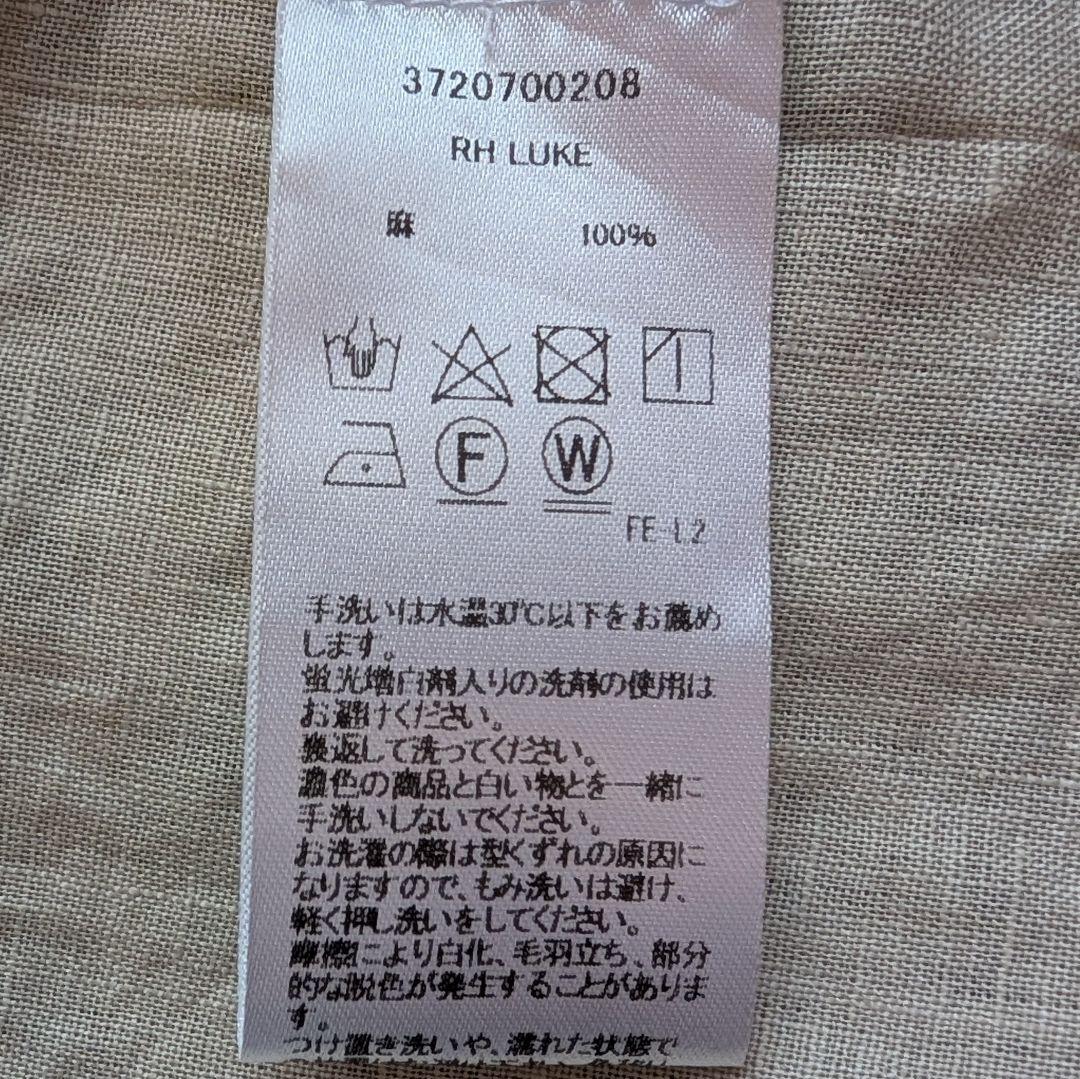 3720700208
RH LUKE
麻 100%
F W
FE-L2
手洗いは水温30℃以下をお薦め
します。
蛍光増白剤入りの洗剤の使用は
お避けください。
裏返して洗ってください。
濃色の商品と白い物とを一緒に
手洗いしないでください。
お洗濯の際は型くずれの原因に
なりますので、もみ洗いは避け、
軽く押し洗いをしてください。
摩擦により白化、毛羽立ち、部分
的な脱色が発生することがありま
す。
つけ置き洗いや、濡れた状態で